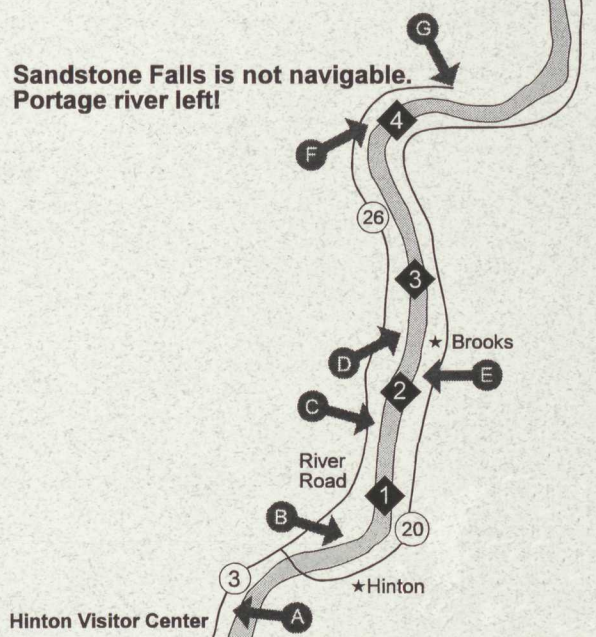 G
Sandstone Falls is not navigable.
Portage river left!
4
F
26
3
D
★ Brooks
E
2
C
River
Road
1
B
20
3
★Hinton
Hinton Visitor Center
A